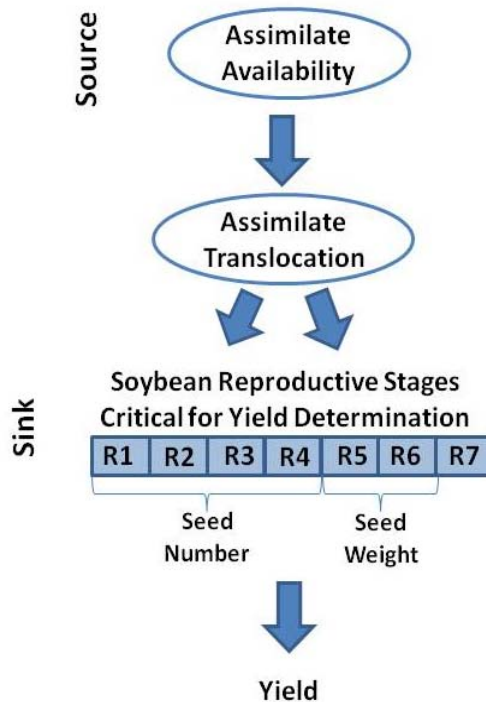 Source
Assimilate
Availability
Assimilate
Translocation
Sink
Soybean Reproductive Stages
Critical for Yield Determination
R1 R2 R3 R4 R5 R6 R7
Seed
Number
Seed
Weight
Yield